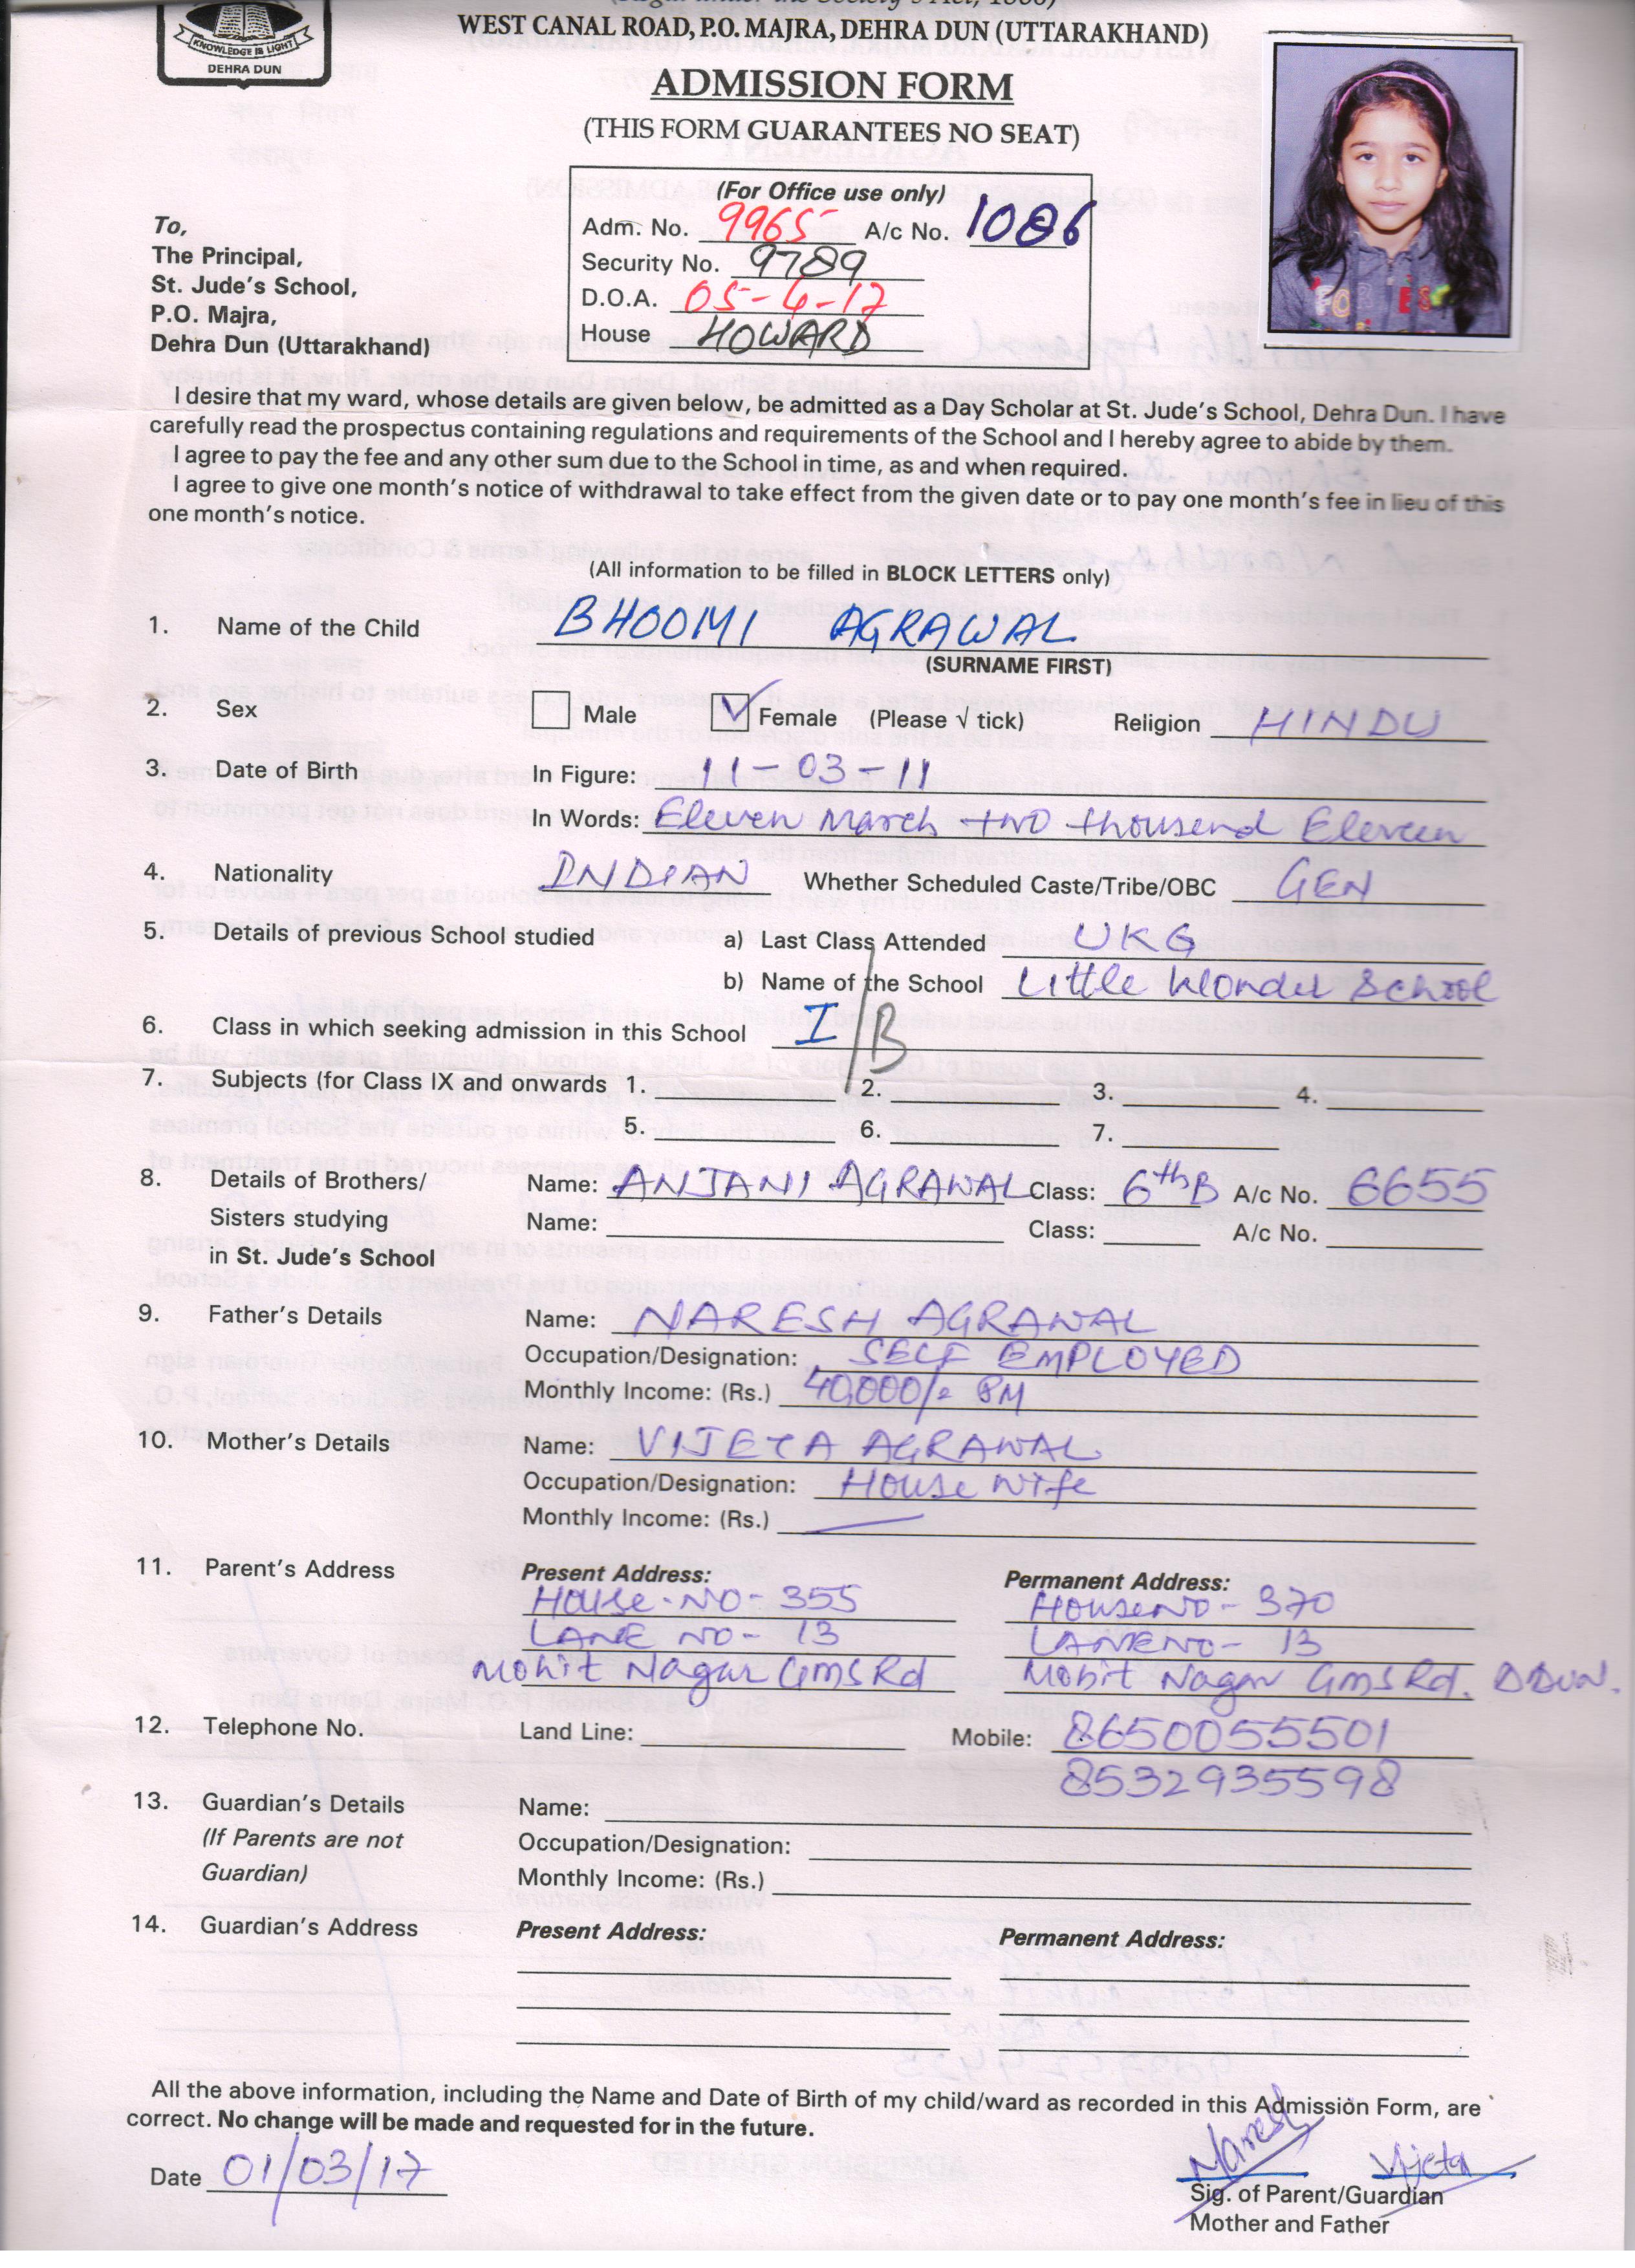 KNOWLEDGE IS LIGHT
DEHRA DUN
WEST CANAL ROAD, P.O. MAJRA, DEHRA DUN (UTTARAKHAND)
ADMISSION FORM
(THIS FORM GUARANTEES NO SEAT)
(For Office use only)
Adm. No. 9965 A/c No. 1086
Security No. 9789
D.O.A. 05-4-17
House HOWARD
To,
The Principal,
St. Jude's School,
P.O. Majra,
Dehra Dun (Uttarakhand)
I desire that my ward, whose details are given below, be admitted as a Day Scholar at St. Jude's School, Dehra Dun. I have
carefully read the prospectus containing regulations and requirements of the School and I hereby agree to abide by them.
I agree to pay the fee and any other sum due to the School in time, as and when required.
I agree to give one month's notice of withdrawal to take effect from the given date or to pay one month's fee in lieu of this
one month's notice.
(All information to be filled in BLOCK LETTERS only)
1. Name of the Child BHOOMI AGRAWAL
(SURNAME FIRST)
2. Sex Male Female (Please √ tick) Religion HINDU
3. Date of Birth In Figure: 11-03-11
In Words: Eleven March two thousend Eleveen
4. Nationality INDIAN Whether Scheduled Caste/Tribe/OBC GEN
5. Details of previous School studied a) Last Class Attended UKG
b) Name of the School Little Wonder School
6. Class in which seeking admission in this School I/B
7. Subjects (for Class IX and onwards 1. 2. 3. 4.
5. 6. 7.
8. Details of Brothers/ Name: ANJANI AGRAWAL Class: 6th B A/c No. 6655
Sisters studying Name: Class: A/c No.
in St. Jude's School
9. Father's Details Name: NARESH AGRAWAL
Occupation/Designation: SELF EMPLOYED
Monthly Income: (Rs.) 40,000/= PM
10. Mother's Details Name: VIJETA AGRAWAL
Occupation/Designation: House wife
Monthly Income: (Rs.)
11. Parent's Address Present Address: Permanent Address:
House-NO-355 HouseNO-370
LANE NO-13 LANENO-13
Mohit Nagar GMS Rd Mohit Nagar GMS Rd. DDUN.
12. Telephone No. Land Line: Mobile: 8650055501
8532935598
13. Guardian's Details Name:
(If Parents are not Occupation/Designation:
Guardian) Monthly Income: (Rs.)
14. Guardian's Address Present Address: Permanent Address:
All the above information, including the Name and Date of Birth of my child/ward as recorded in this Admission Form, are
correct. No change will be made and requested for in the future.
Date 01/03/17 Naresh Vijeta
Sig. of Parent/Guardian
Mother and Father